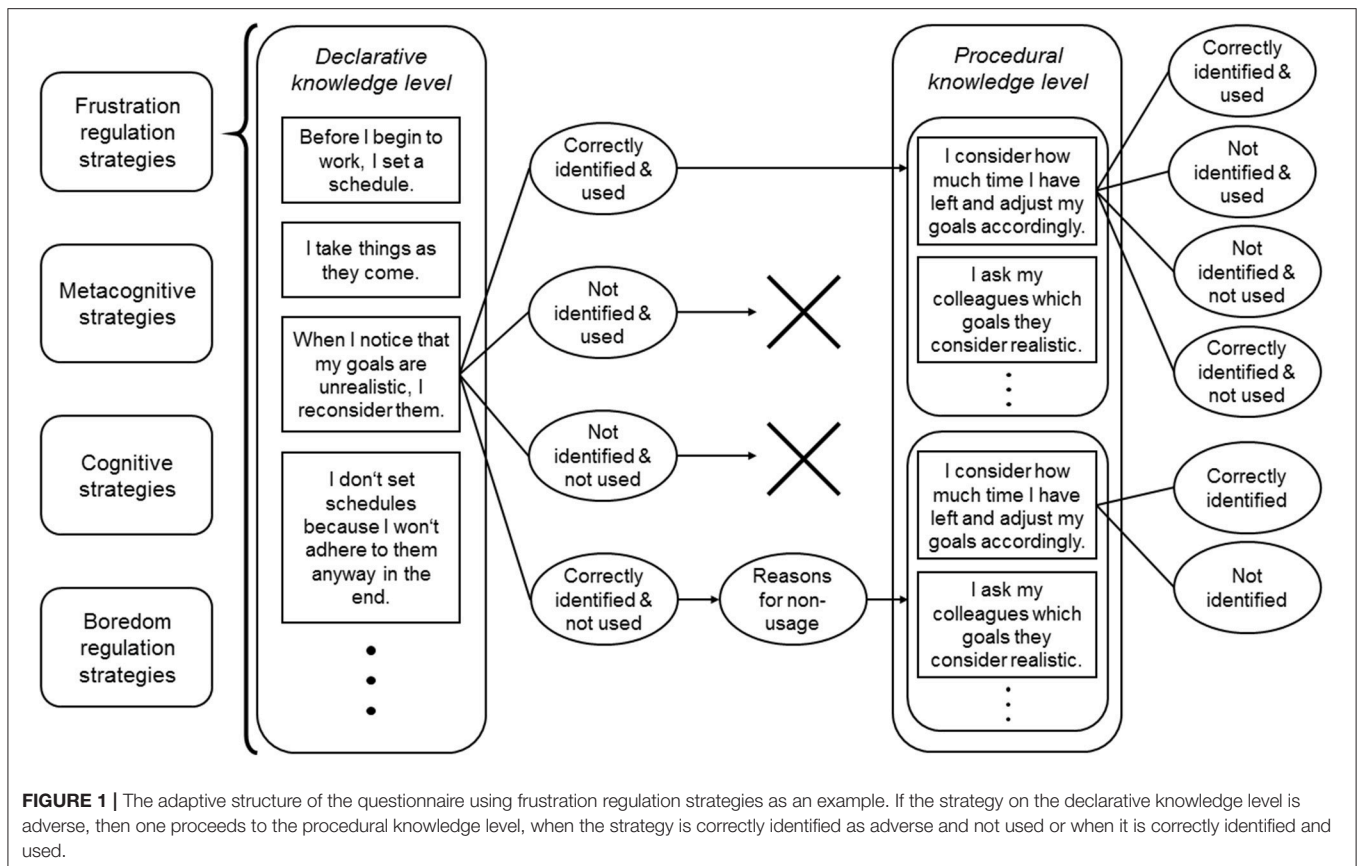 Frustration
regulation
strategies
Metacognitive
strategies
Cognitive
strategies
Boredom
regulation
strategies
Declarative
knowledge level
Before I begin to
work, I set a
schedule.
I take things as
they come.
When I notice that
my goals are
unrealistic, I
reconsider them.
I don‘t set
schedules
because I won‘t
adhere to them
anyway in the
end.
Correctly
identified &
used
Not
identified &
used
Not
identified &
not used
Correctly
identified &
not used
Reasons
for non-
usage
Procedural
knowledge level
I consider how
much time I have
left and adjust my
goals accordingly.
I ask my
colleagues which
goals they
consider realistic.
I consider how
much time I have
left and adjust my
goals accordingly.
I ask my
colleagues which
goals they
consider realistic.
Correctly
identified &
used
Not
identified &
used
Not
identified &
not used
Correctly
identified &
not used
Correctly
identified
Not
identified
FIGURE 1 | The adaptive structure of the questionnaire using frustration regulation strategies as an example. If the strategy on the declarative knowledge level is
adverse, then one proceeds to the procedural knowledge level, when the strategy is correctly identified as adverse and not used or when it is correctly identified and
used.